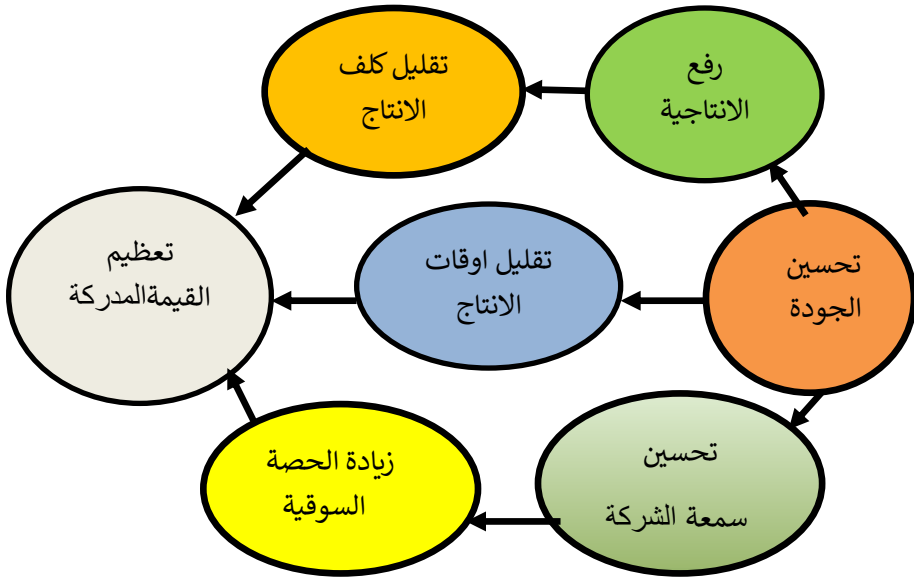 رفع
الانتاجية
تقليل كلف
الانتاج
تحسين
الجودة
تقليل اوقات
الانتاج
تعظيم
القيمةالمدركة
تحسين
سمعة الشركة
زيادة الحصة
السوقية